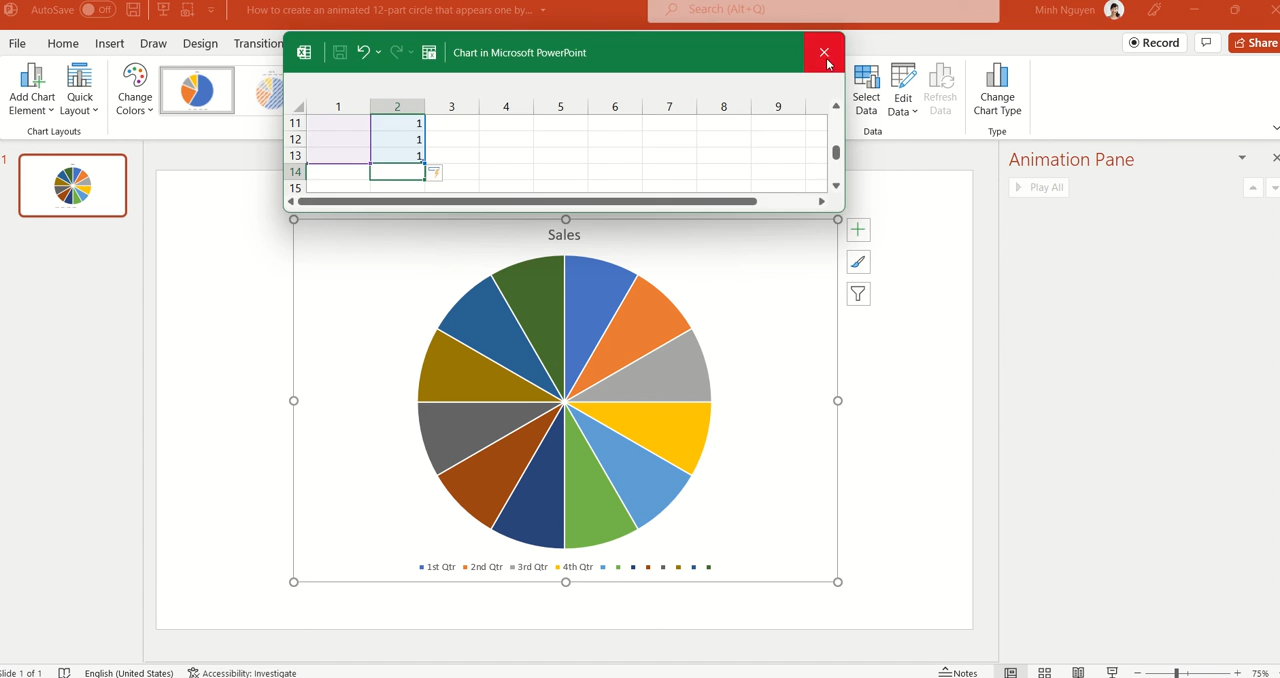 AutoSave Off How to create an animated 12-part circle that appears one by... Search (Alt+Q) Minh Nguyen
File Home Insert Draw Design Transition Record Share
Chart in Microsoft PowerPoint
Add Chart Element Quick Layout Change Colors
Chart Layouts
Select Data Edit Data Refresh Data
Data
Change Chart Type
Type
1 2 3 4 5 6 7 8 9
11 1
12 1
13 1
14
15
1
Animation Pane
Play All
Sales
1st Qtr 2nd Qtr 3rd Qtr 4th Qtr
Slide 1 of 1 English (United States) Accessibility: Investigate Notes 75%